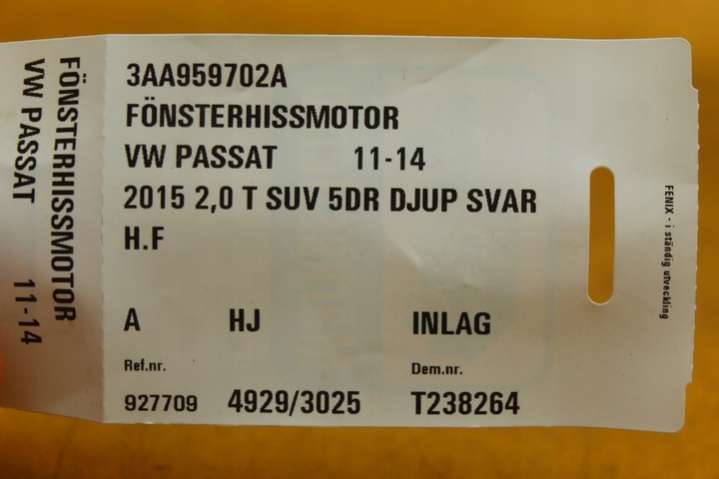 FÖNSTERHISSMOTOR
VW PASSAT 11-14
3AA959702A
FÖNSTERHISSMOTOR
VW PASSAT 11-14
2015 2,0 T SUV 5DR DJUP SVAR
H.F
A HJ INLAG
Ref.nr. Dem.nr.
927709 4929/3025 T238264
FENIX - i ständig utveckling